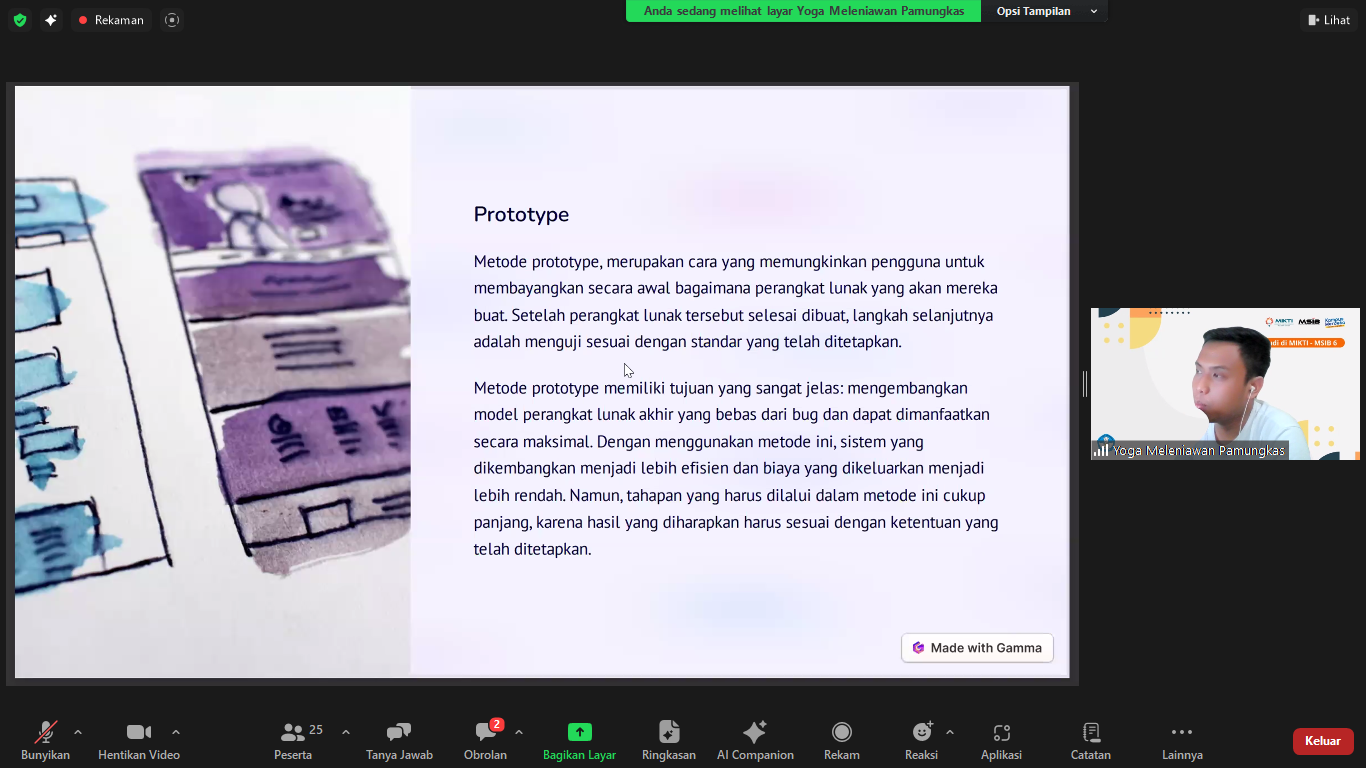 Rekaman
Anda sedang melihat layar Yoga Meleniawan Pamungkas
Opsi Tampilan
Lihat
Prototype
Metode prototype, merupakan cara yang memungkinkan pengguna untuk
membayangkan secara awal bagaimana perangkat lunak yang akan mereka
buat. Setelah perangkat lunak tersebut selesai dibuat, langkah selanjutnya
adalah menguji sesuai dengan standar yang telah ditetapkan.
Metode prototype memiliki tujuan yang sangat jelas: mengembangkan
model perangkat lunak akhir yang bebas dari bug dan dapat dimanfaatkan
secara maksimal. Dengan menggunakan metode ini, sistem yang
dikembangkan menjadi lebih efisien dan biaya yang dikeluarkan menjadi
lebih rendah. Namun, tahapan yang harus dilalui dalam metode ini cukup
panjang, karena hasil yang diharapkan harus sesuai dengan ketentuan yang
telah ditetapkan.
Made with Gamma
MIKTI MSIB
di MIKTI - MSIB 6
Yoga Meleniawan Pamungkas
Bunyikan
Hentikan Video
25
Peserta
Tanya Jawab
2
Obrolan
Bagikan Layar
Ringkasan
AI Companion
Rekam
Reaksi
Aplikasi
Catatan
Lainnya
Keluar